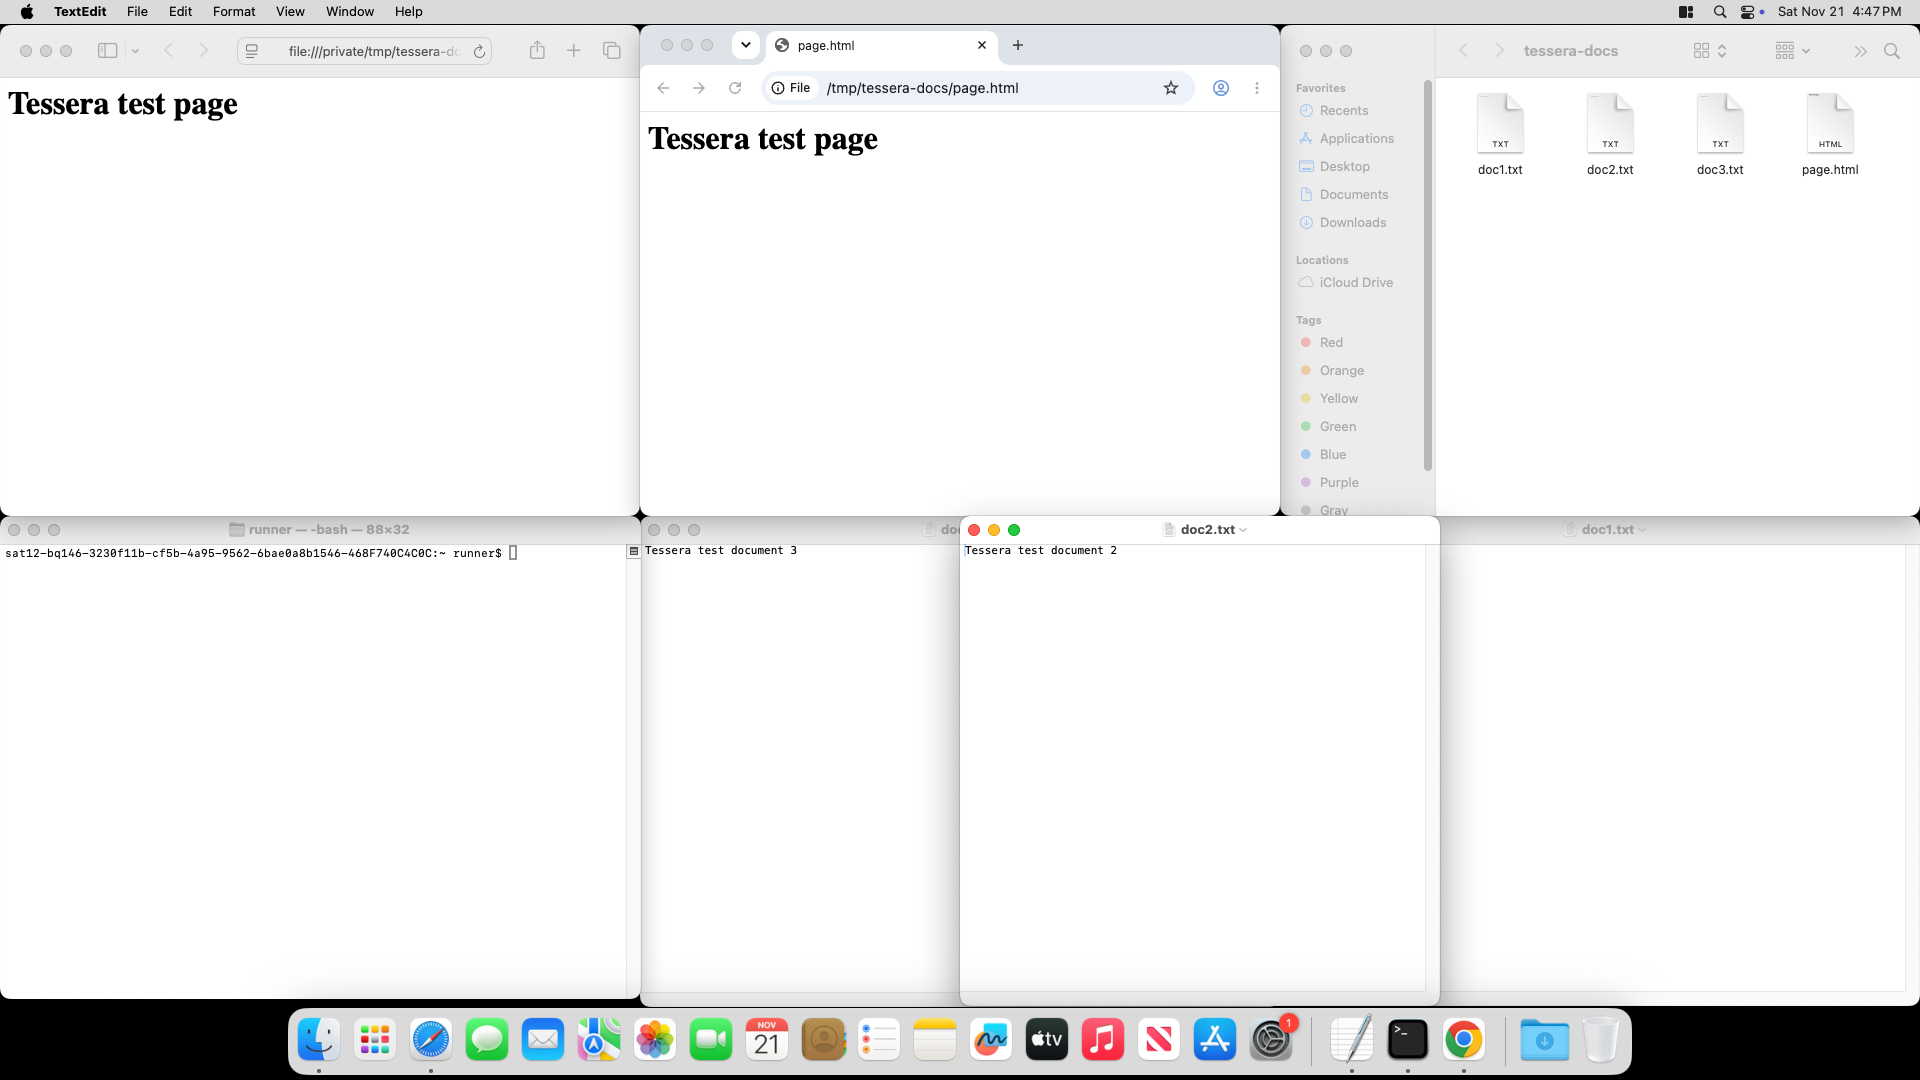 TextEdit File Edit Format View Window Help Sat Nov 21 4:47 PM
file:///private/tmp/tessera-dc
Tessera test page
page.html
File /tmp/tessera-docs/page.html
Tessera test page
tessera-docs
Favorites
Recents
Applications
Desktop
Documents
Downloads
Locations
iCloud Drive
Tags
Red
Orange
Yellow
Green
Blue
Purple
Gray
TXT
doc1.txt
TXT
doc2.txt
TXT
doc3.txt
HTML
page.html
runner — -bash — 88×32
sat12-bq146-3230f11b-cf5b-4a95-9562-6bae0a8b1546-468F740C4C0C:~ runner$
Tessera test document 3
doc2.txt
Tessera test document 2
doc1.txt
NOV
21
tv
1